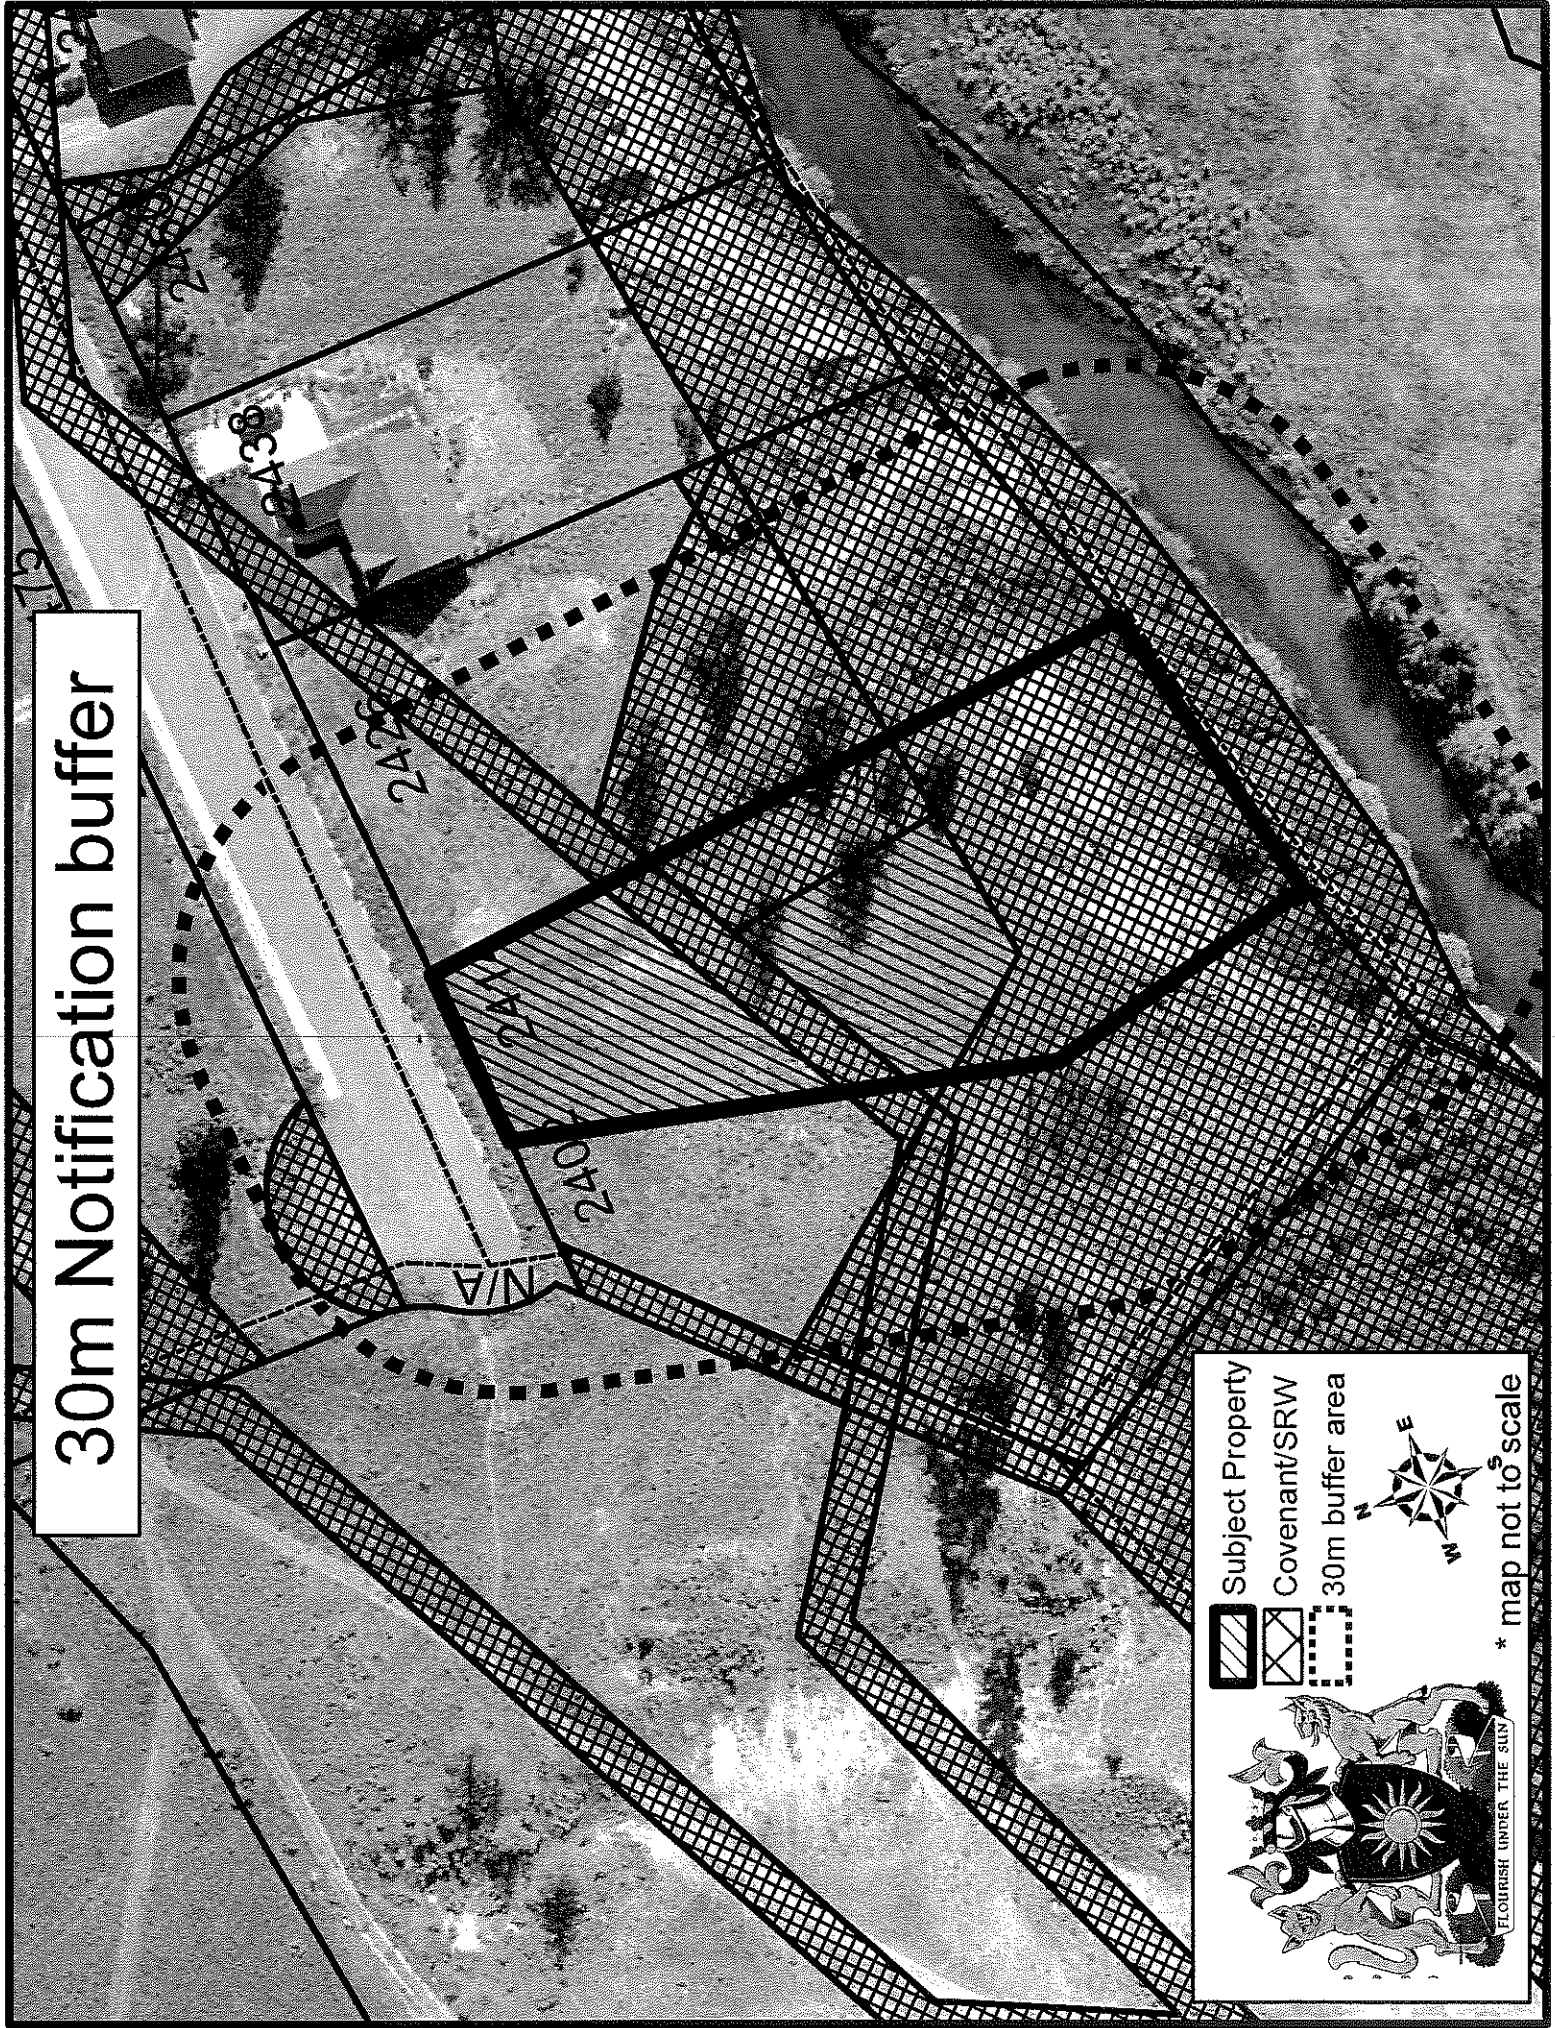 30m Notification buffer
2438
2426
2411
2402
N/A
Subject Property
Covenant/SRW
30m buffer area
N
E
S
W
* map not to scale
FLOURISH UNDER THE SUN